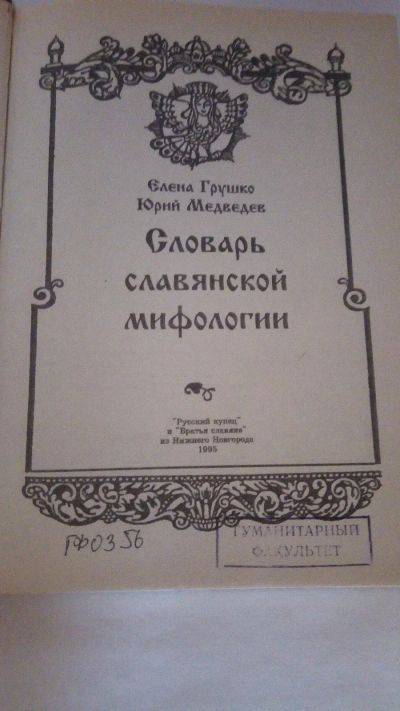 Елена Грушко
Юрий Медведев
Словарь
славянской
мифологии
"Русский купец"
и "Братья славяне"
из Нижнего Новгорода
1995
ГФ0356
ГУМАНИТАРНЫЙ
ФАКУЛЬТЕТ